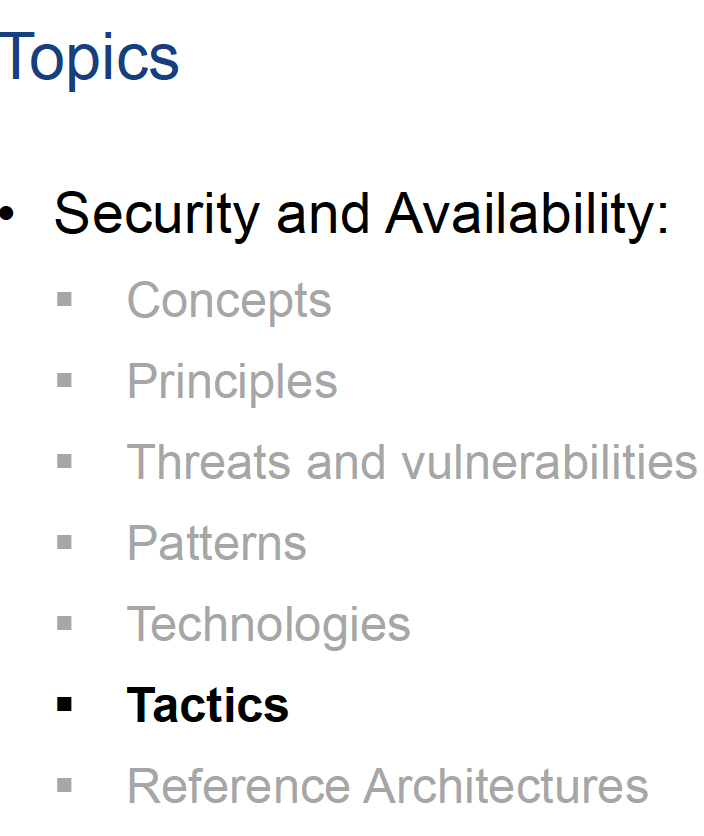 Topics
• Security and Availability:
▪ Concepts
▪ Principles
▪ Threats and vulnerabilities
▪ Patterns
▪ Technologies
▪ Tactics
▪ Reference Architectures